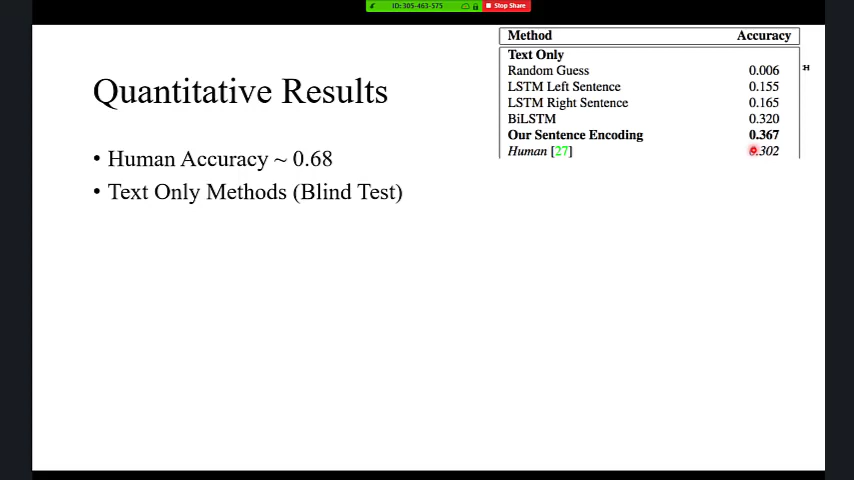 ID: 305-463-575
Stop Share
Method Accuracy
Text Only
Random Guess 0.006
LSTM Left Sentence 0.155
LSTM Right Sentence 0.165
BiLSTM 0.320
Our Sentence Encoding 0.367
Human [27] 0.302
Quantitative Results
• Human Accuracy ~ 0.68
• Text Only Methods (Blind Test)